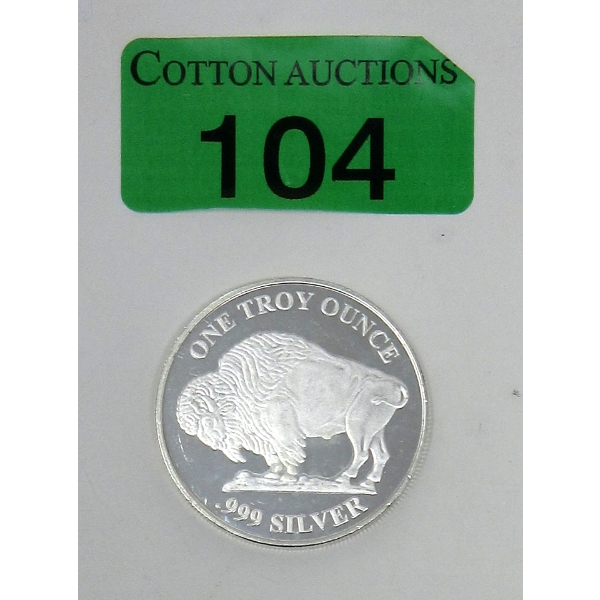 COTTON AUCTIONS
104
ONE TROY OUNCE
.999 SILVER